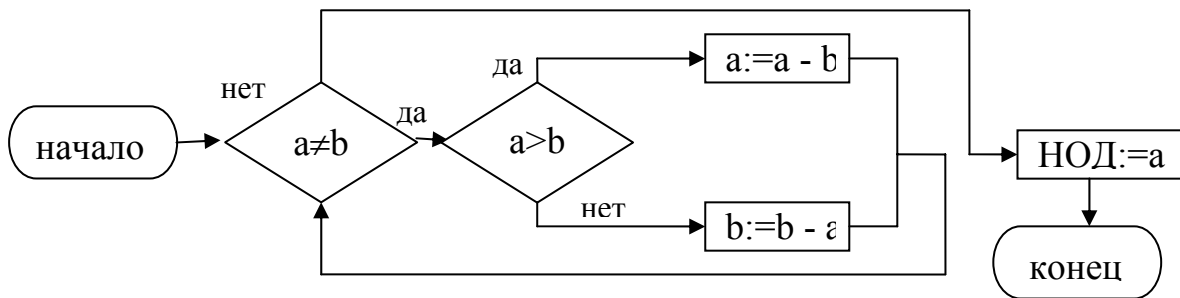 начало
нет
a≠b
да
a>b
да
a:=a - b
нет
b:=b - a
НОД:=a
конец